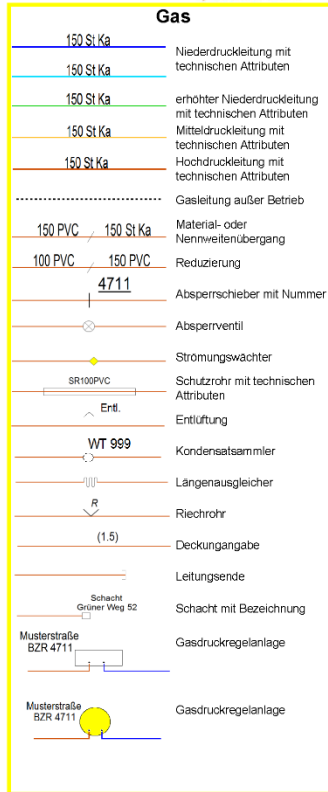 Gas
150 St Ka
Niederdruckleitung mit
technischen Attributen
150 St Ka
150 St Ka
erhöhter Niederdruckleitung
mit technischen Attributen
150 St Ka
Mitteldruckleitung mit
technischen Attributen
150 St Ka
Hochdruckleitung mit
technischen Attributen
Gasleitung außer Betrieb
150 PVC / 150 St Ka
Material- oder
Nennweitenübergang
100 PVC / 150 PVC
Reduzierung
4711
Absperrschieber mit Nummer
Absperrventil
Strömungswächter
SR100PVC
Schutzrohr mit technischen
Attributen
Entl.
Entlüftung
WT 999
Kondensatsammler
Längenausgleicher
R
Riechrohr
(1.5)
Deckungangabe
Leitungsende
Schacht
Grüner Weg 52
Schacht mit Bezeichnung
Musterstraße
BZR 4711
Gasdruckregelanlage
Musterstraße
BZR 4711
Gasdruckregelanlage